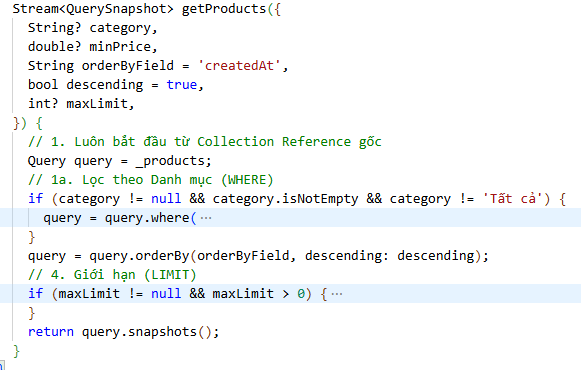 Stream<QuerySnapshot> getProducts({
  String? category,
  double? minPrice,
  String orderByField = 'createdAt',
  bool descending = true,
  int? maxLimit,
}) {
  // 1. Luôn bắt đầu từ Collection Reference gốc
  Query query = _products;
  // 1a. Lọc theo Danh mục (WHERE)
  if (category != null && category.isNotEmpty && category != 'Tất cả') {
    query = query.where( ⋯
  }
  query = query.orderBy(orderByField, descending: descending);
  // 4. Giới hạn (LIMIT)
  if (maxLimit != null && maxLimit > 0) { ⋯
  }
  return query.snapshots();
}